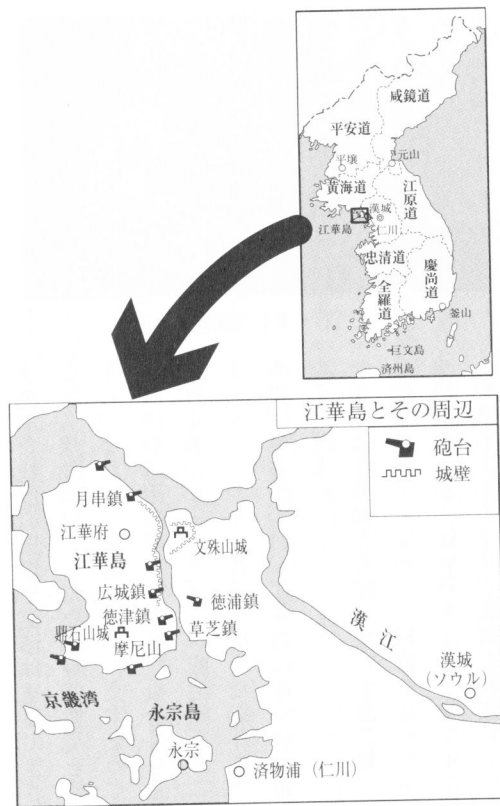 咸鏡道
平安道
平壌
元山
黄海道
江原道
漢城
江華島
仁川
忠清道
慶尚道
全羅道
釜山
巨文島
済州島
江華島とその周辺
砲台
城壁
月串鎮
江華府
文殊山城
江華島
広城鎮
徳浦鎮
徳津鎮
草芝鎮
摩尼山
漢江
漢城
(ソウル)
京畿湾
永宗島
永宗
済物浦(仁川)